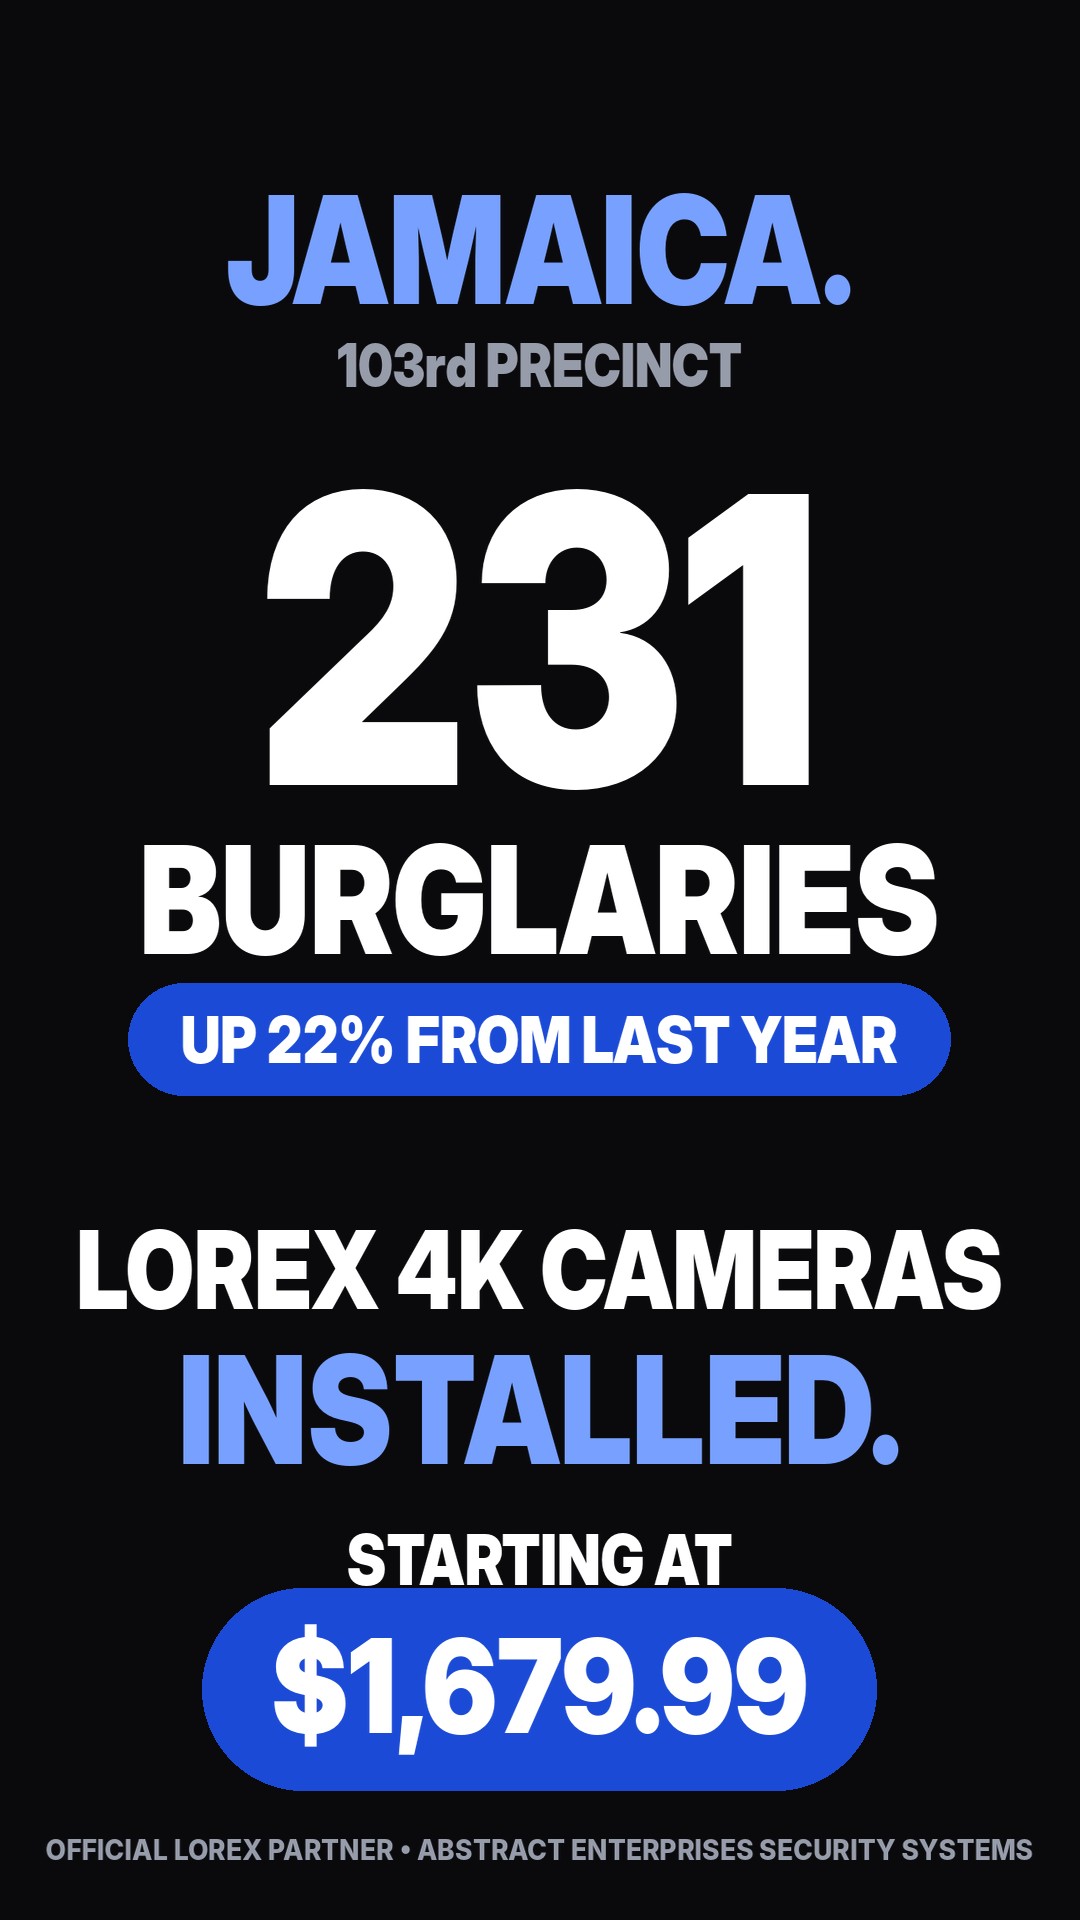 JAMAICA.
103rd PRECINCT
231
BURGLARIES
UP 22% FROM LAST YEAR
LOREX 4K CAMERAS
INSTALLED.
STARTING AT
$1,679.99
OFFICIAL LOREX PARTNER • ABSTRACT ENTERPRISES SECURITY SYSTEMS